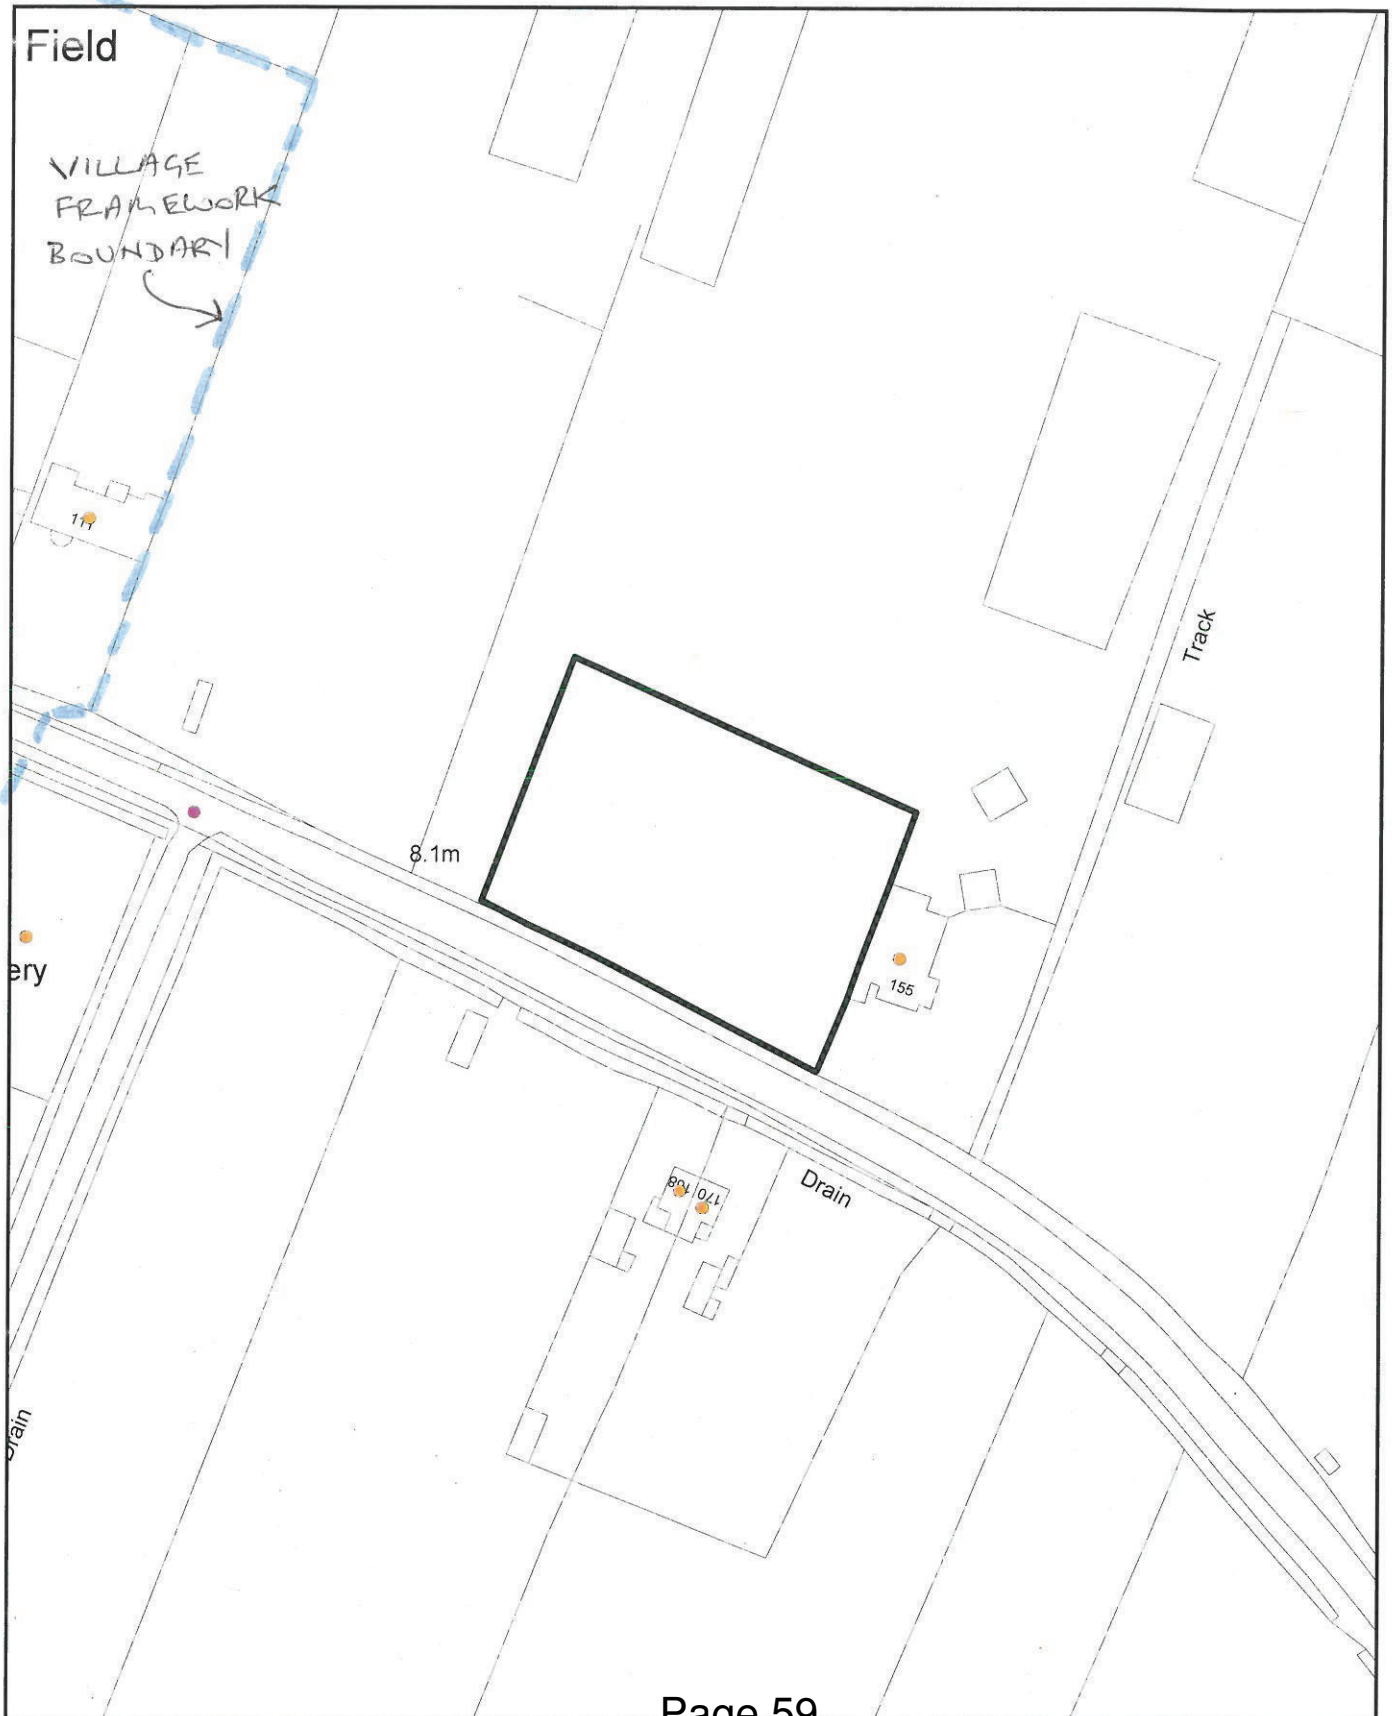 Field
VILLAGE
FRAMEWORK
BOUNDARY
111
Track
8.1m
ery
155
168
170
Drain
Drain
Page 59